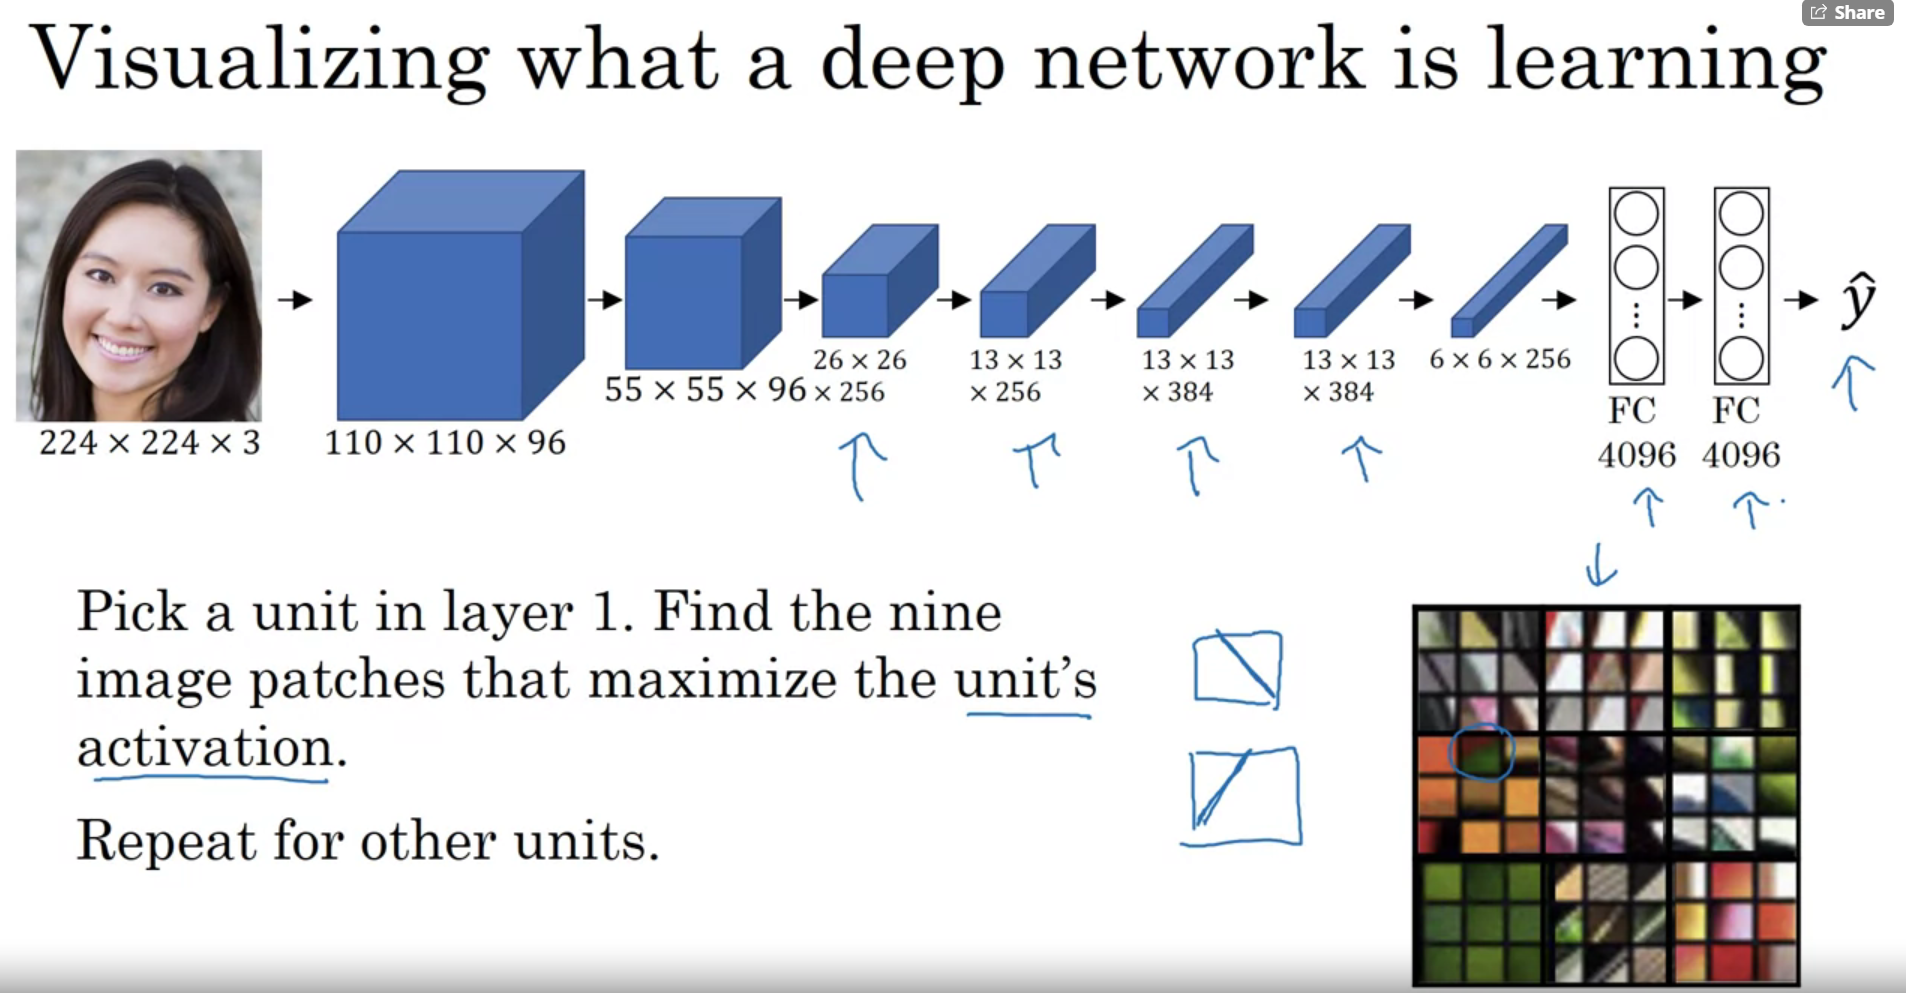 Share
Visualizing what a deep network is learning
224 × 224 × 3
110 × 110 × 96
55 × 55 × 96
26 × 26
× 256
13 × 13
× 256
13 × 13
× 384
13 × 13
× 384
6 × 6 × 256
FC
4096
FC
4096
ŷ
Pick a unit in layer 1. Find the nine
image patches that maximize the unit’s
activation.
Repeat for other units.